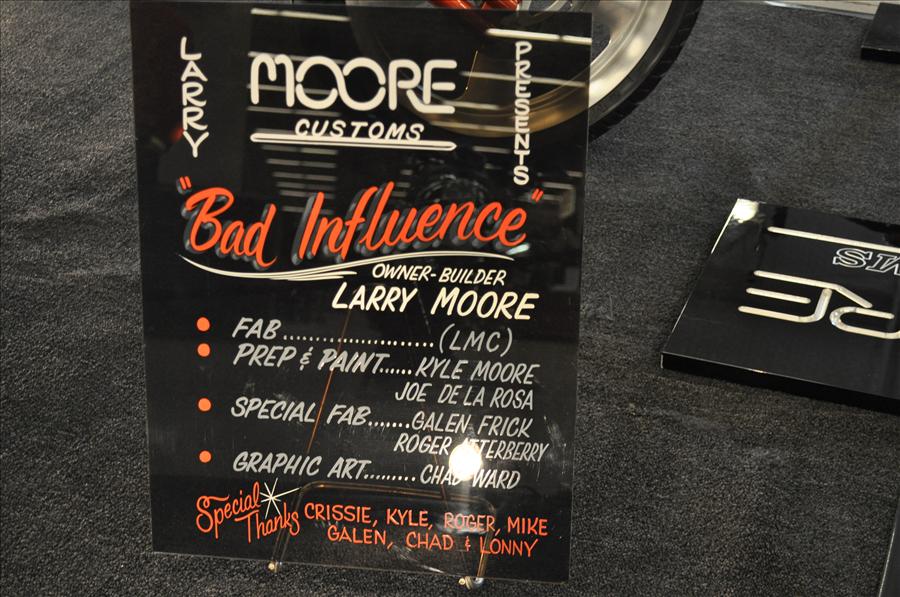 LARRY
MOORE
CUSTOMS
PRESENTS
"Bad Influence"
OWNER-BUILDER
LARRY MOORE
FAB......................(LMC)
PREP & PAINT......KYLE MOORE
JOE DE LA ROSA
SPECIAL FAB.......GALEN FRICK
ROGER ATTERBERRY
GRAPHIC ART.........CHAD WARD
Special Thanks CRISSIE, KYLE, ROGER, MIKE
GALEN, CHAD & LONNY